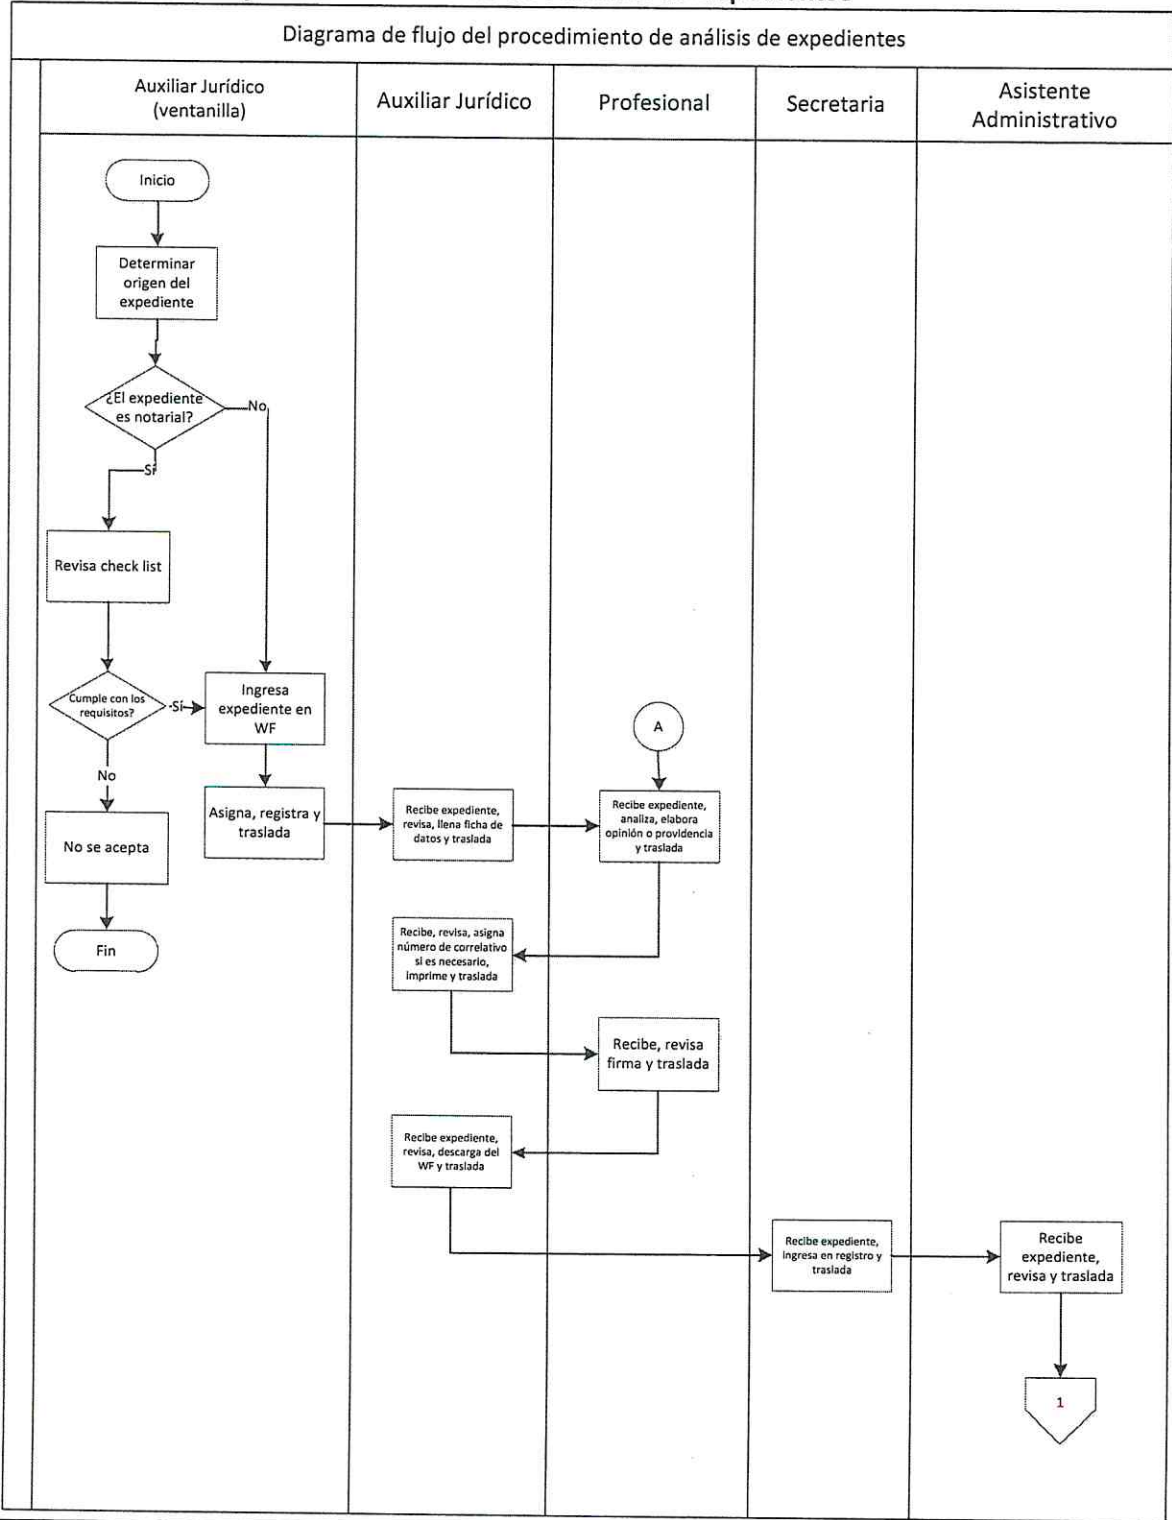 Diagrama de flujo del procedimiento de análisis de expedientes
Auxiliar Jurídico
(ventanilla)
Auxiliar Jurídico
Profesional
Secretaria
Asistente
Administrativo
Inicio
Determinar
origen del
expediente
¿El expediente
es notarial?
No
Sí
Revisa check list
Cumple con los
requisitos?
Sí
Ingresa
expediente en
WF
A
No
Asigna, registra y
traslada
Recibe expediente,
revisa, llena ficha de
datos y traslada
Recibe expediente,
analiza, elabora
opinión o providencia
y traslada
No se acepta
Fin
Recibe, revisa, asigna
número de correlativo
si es necesario,
imprime y traslada
Recibe, revisa
firma y traslada
Recibe expediente,
revisa, descarga del
WF y traslada
Recibe expediente,
ingresa en registro y
traslada
Recibe
expediente,
revisa y traslada
1